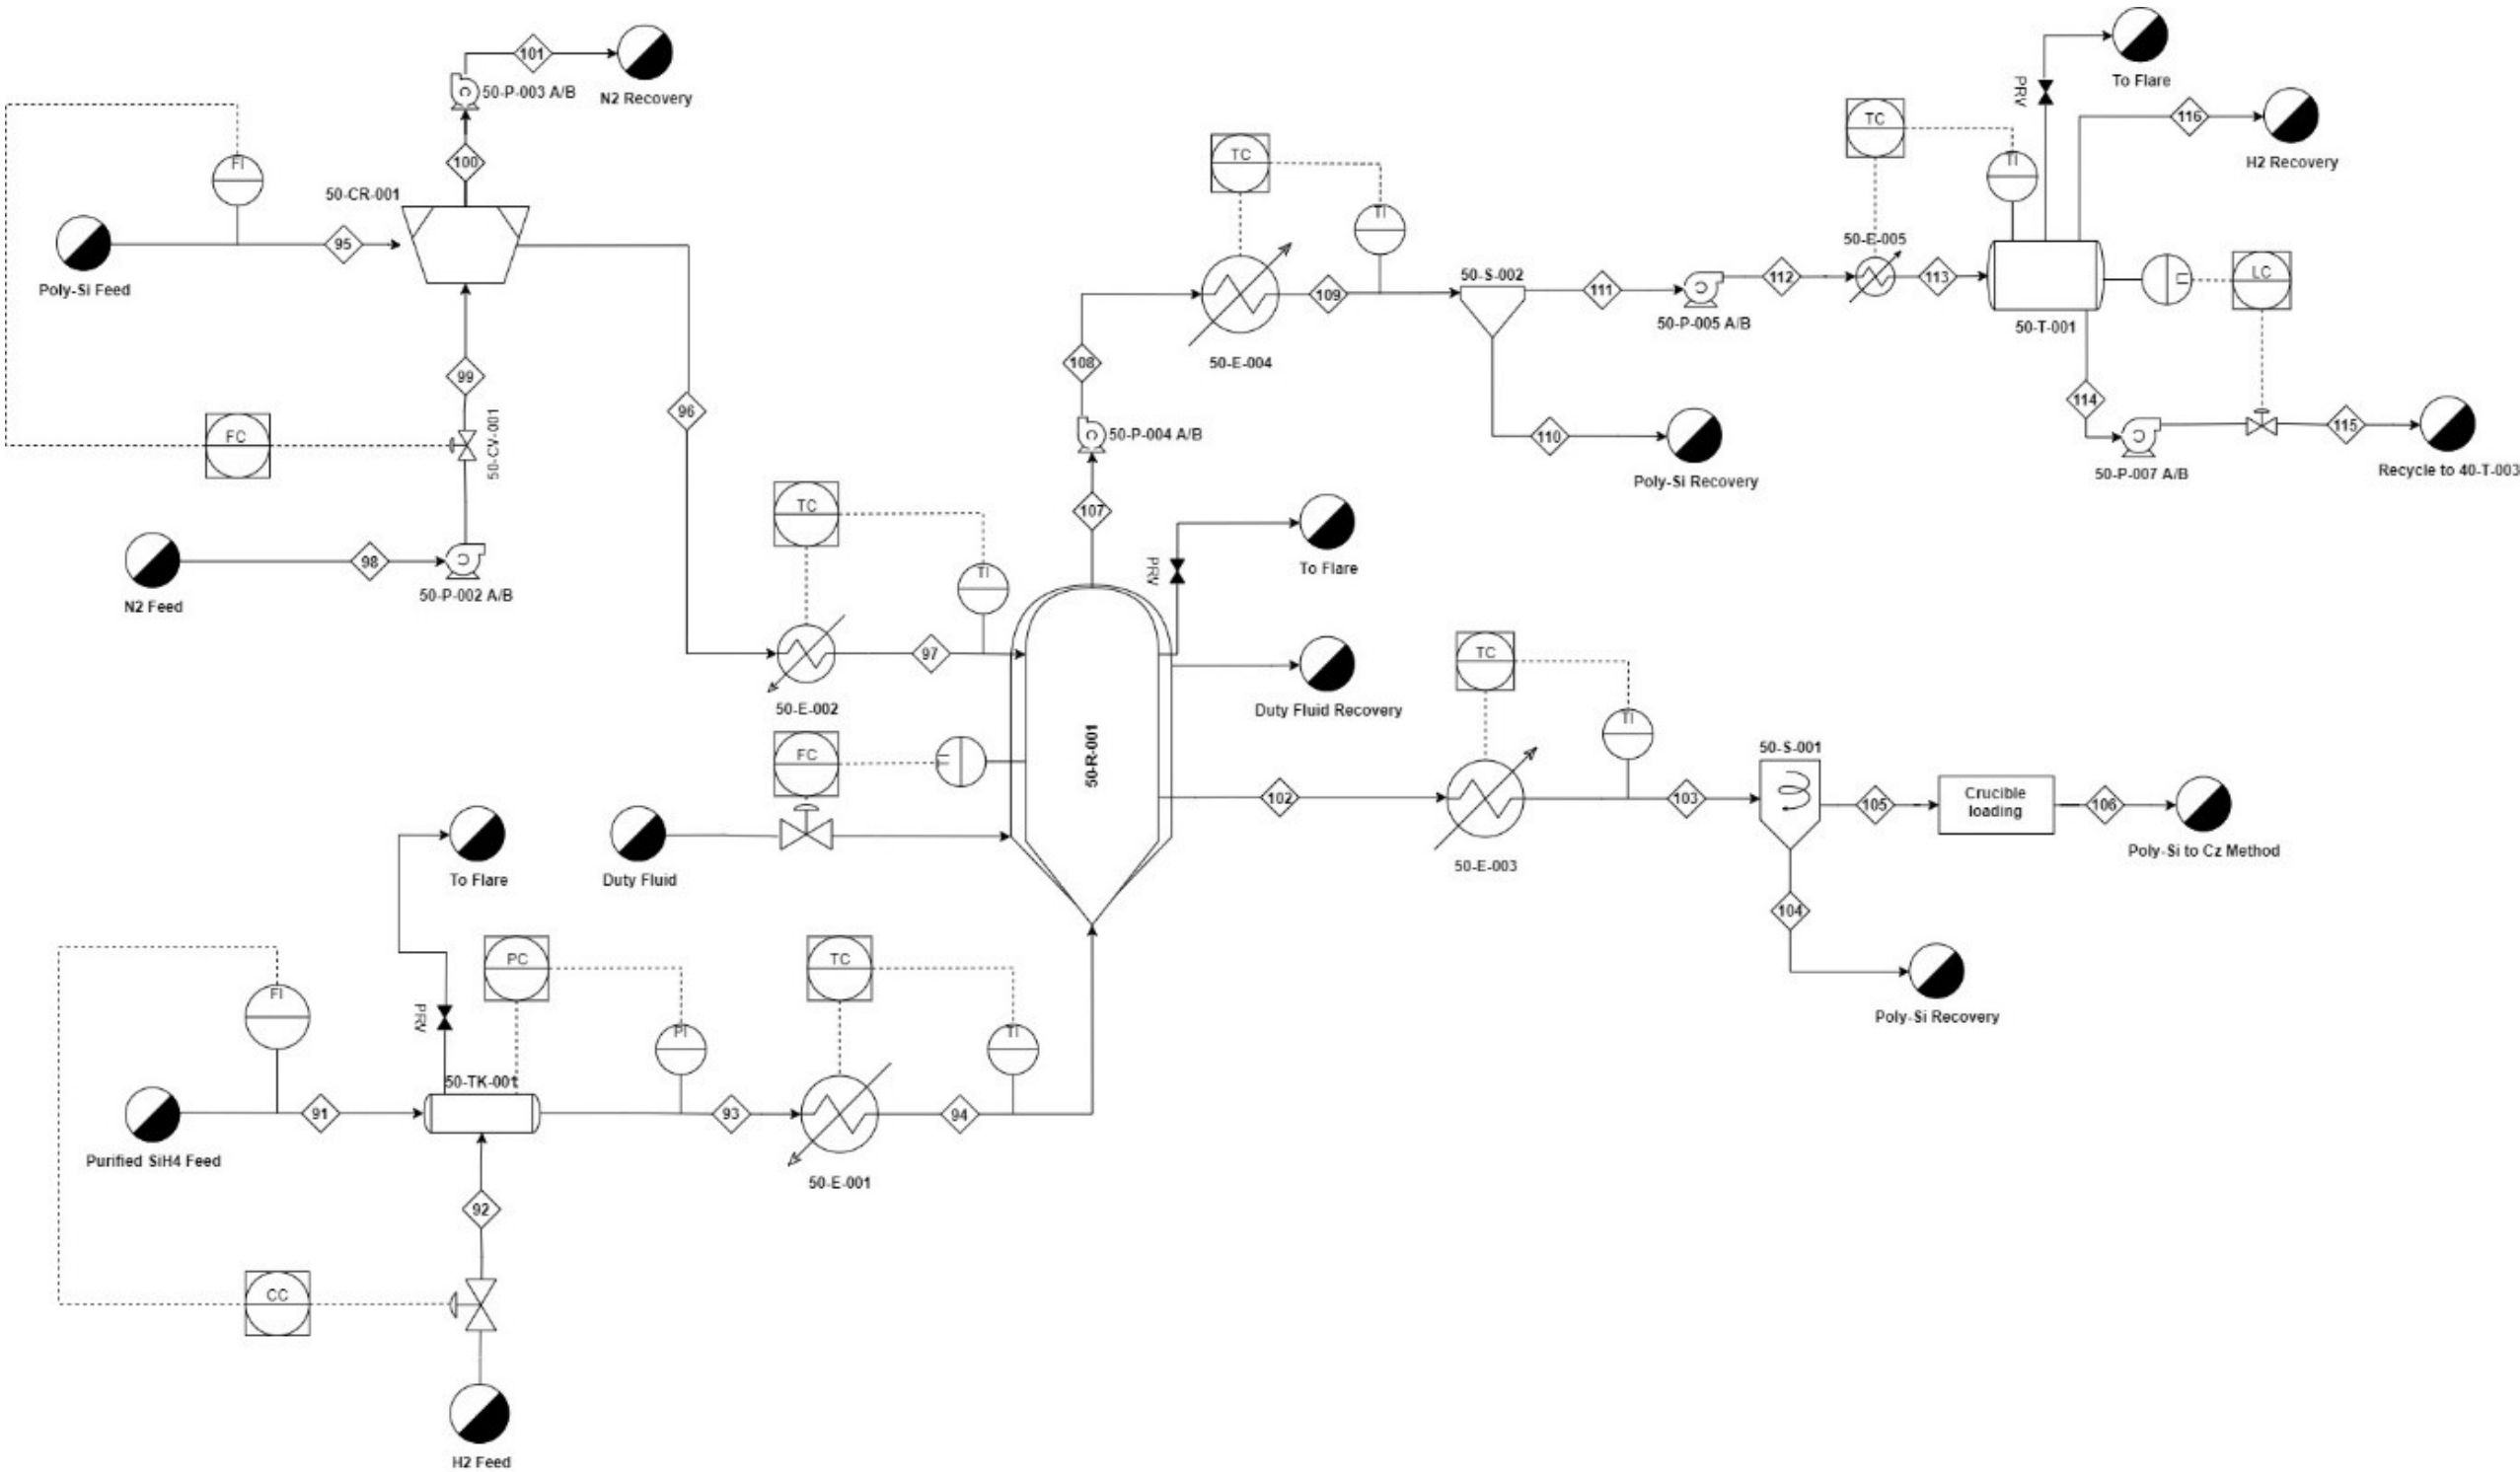 101
50-P-003 A/B
N2 Recovery
FI
100
50-CR-001
95
Poly-Si Feed
99
FC
50-CV-001
98
N2 Feed
50-P-002 A/B
96
TC
TI
97
50-E-002
FC
Duty Fluid
To Flare
PRV
PC
TC
FI
PI
TI
50-TK-001
91
93
94
Purified SiH4 Feed
50-E-001
92
CC
H2 Feed
TC
TI
108
109
50-E-004
50-P-004 A/B
107
PRV
To Flare
Duty Fluid Recovery
50-R-001
50-S-002
111
50-P-005 A/B
110
Poly-Si Recovery
112
TC
50-E-005
113
TI
PRV
To Flare
116
H2 Recovery
50-T-001
LI
LC
114
50-P-007 A/B
115
Recycle to 40-T-003
102
TC
TI
50-E-003
103
50-S-001
105
Crucible
loading
106
Poly-Si to Cz Method
104
Poly-Si Recovery